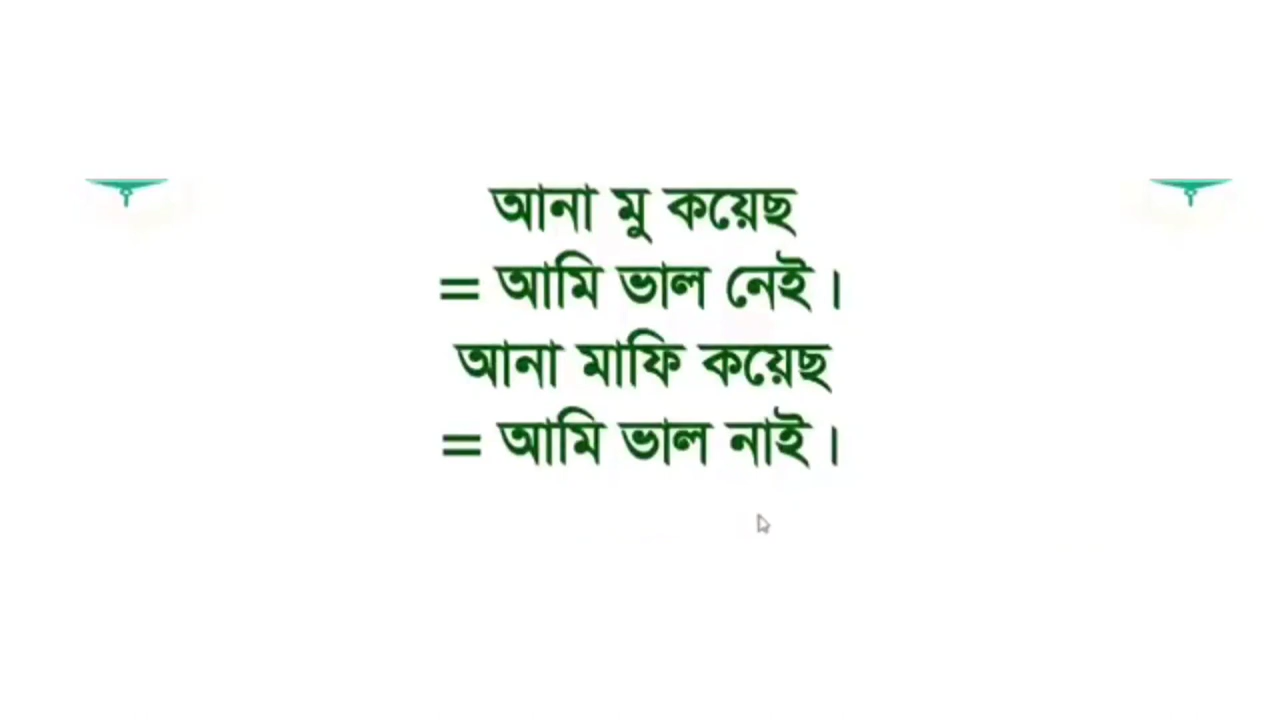 আনা মু কয়েছ
= আমি ভাল নেই।
আনা মাফি কয়েছ
= আমি ভাল নাই।